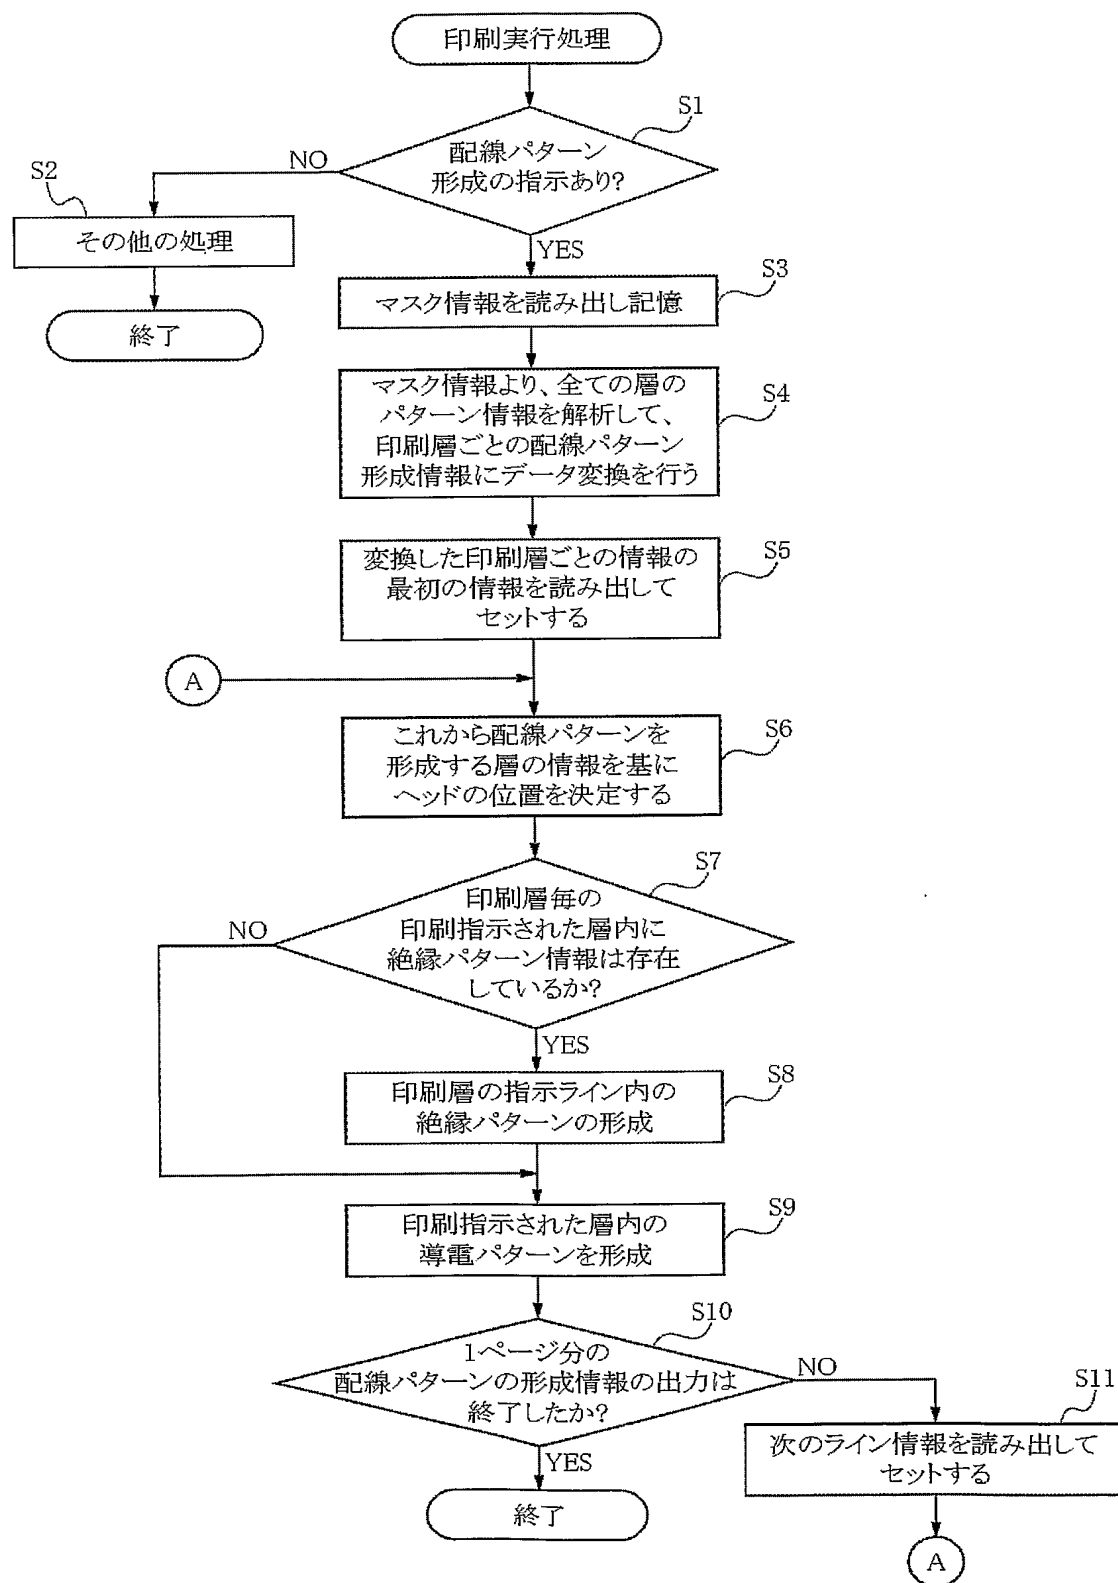 印刷実行処理
S1
配線パターン
形成の指示あり?
NO
S2
その他の処理
終了
YES
S3
マスク情報を読み出し記憶
S4
マスク情報より、全ての層の
パターン情報を解析して、
印刷層ごとの配線パターン
形成情報にデータ変換を行う
S5
変換した印刷層ごとの情報の
最初の情報を読み出して
セットする
A
S6
これから配線パターンを
形成する層の情報を基に
ヘッドの位置を決定する
S7
印刷層毎の
印刷指示された層内に
絶縁パターン情報は存在
しているか?
NO
YES
S8
印刷層の指示ライン内の
絶縁パターンの形成
S9
印刷指示された層内の
導電パターンを形成
S10
1ページ分の
配線パターンの形成情報の出力は
終了したか?
NO
S11
次のライン情報を読み出して
セットする
YES
終了
A